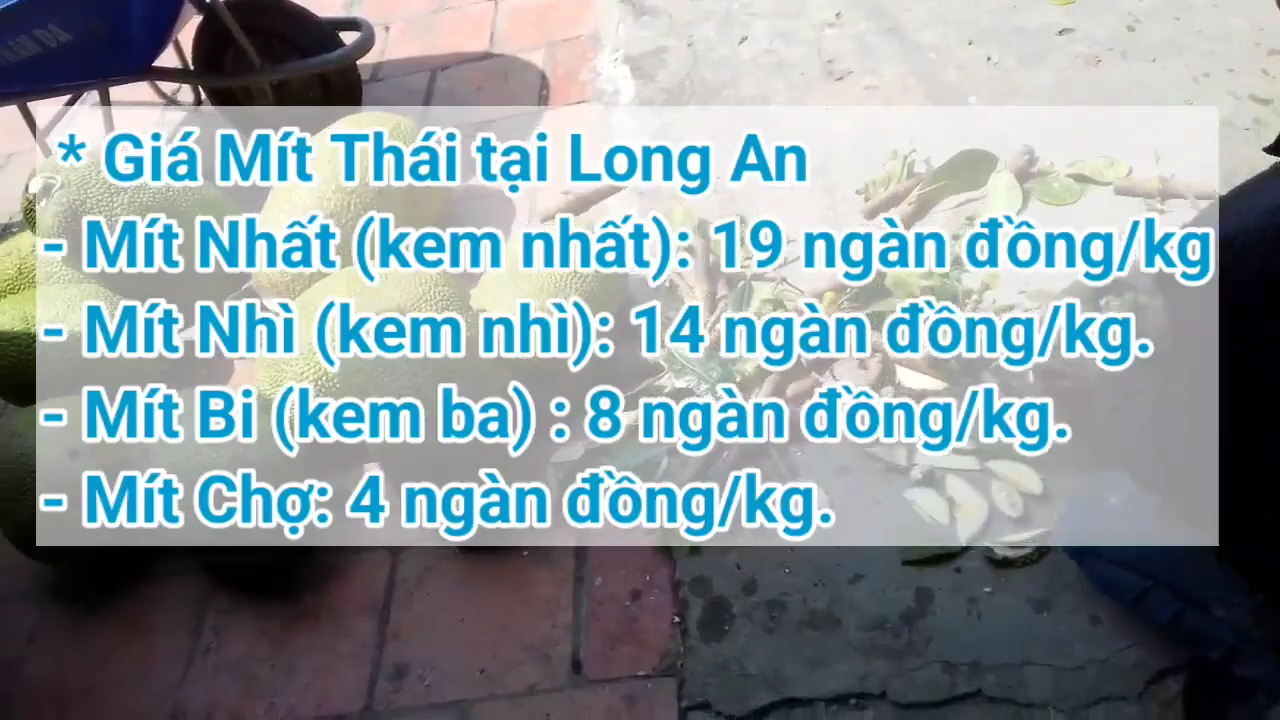 * Giá Mít Thái tại Long An
- Mít Nhất (kem nhất): 19 ngàn đồng/kg
- Mít Nhì (kem nhì): 14 ngàn đồng/kg.
- Mít Bi (kem ba) : 8 ngàn đồng/kg.
- Mít Chợ: 4 ngàn đồng/kg.